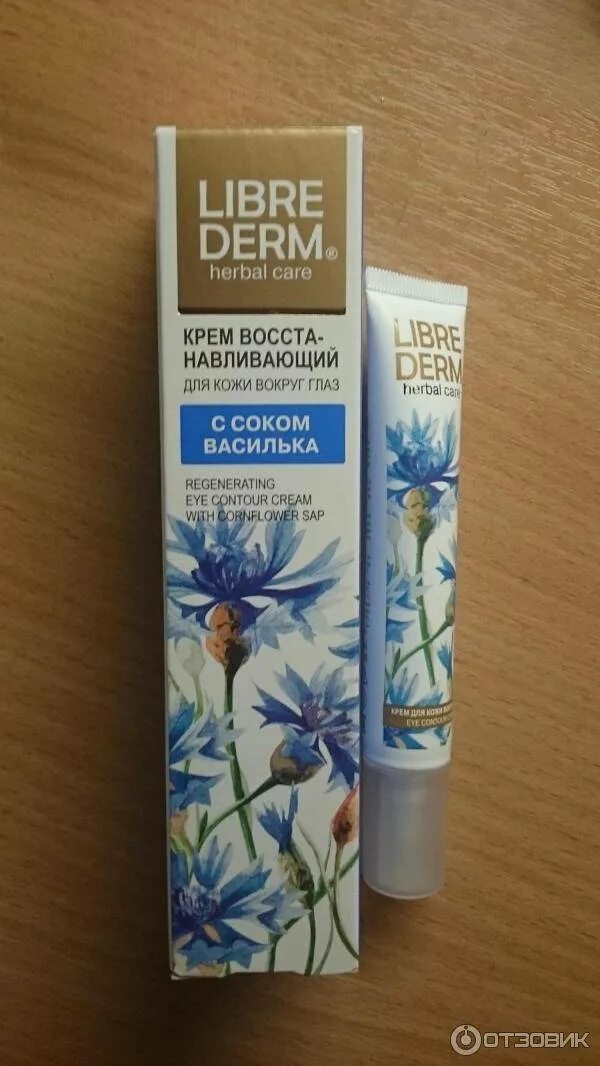 LIBRE
DERM®
herbal care
КРЕМ ВОССТА-
НАВЛИВАЮЩИЙ
ДЛЯ КОЖИ ВОКРУГ ГЛАЗ
С СОКОМ
ВАСИЛЬКА
REGENERATING
EYE CONTOUR CREAM
WITH CORNFLOWER SAP
LIBRE
DERM
herbal care
КРЕМ ДЛЯ КОЖИ
EYE CONTOUR
ОТЗОВИК